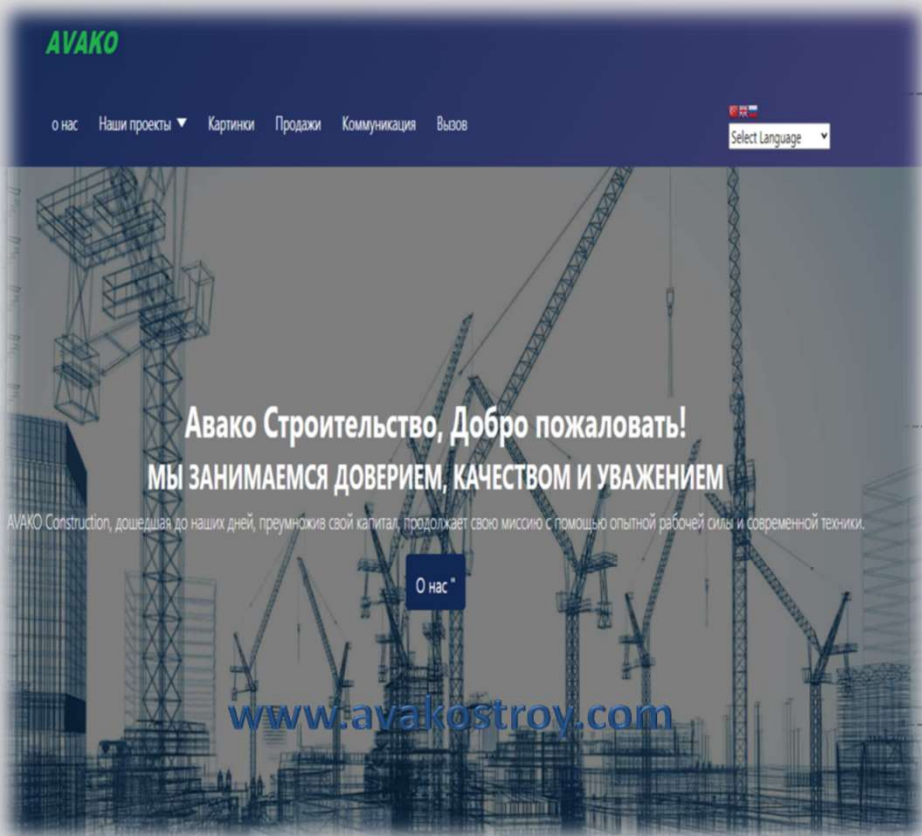 AVAKO
о нас Наши проекты ▼ Картинки Продажи Коммуникация Вызов
Select Language
Авако Строительство, Добро пожаловать!
МЫ ЗАНИМАЕМСЯ ДОВЕРИЕМ, КАЧЕСТВОМ И УВАЖЕНИЕМ
AVAKO Construction, дошедшая до наших дней, преумножив свой капитал, продолжает свою миссию с помощью опытной рабочей силы и современной техники.
О нас "
www.avakostroy.com